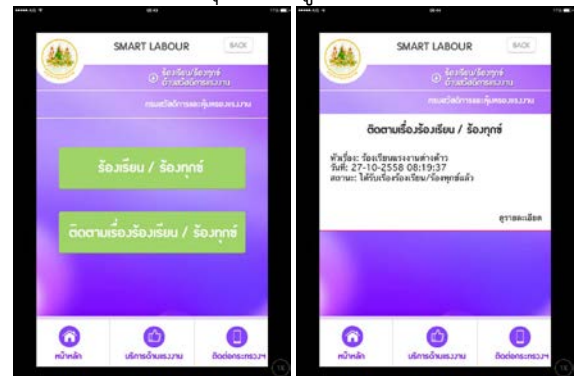 SMART LABOUR
BACK
ร้องเรียน/ร้องทุกข์
ด้านสวัสดิการแรงงาน
กรมสวัสดิการและคุ้มครองแรงงาน
ร้องเรียน / ร้องทุกข์
ติดตามเรื่องร้องเรียน / ร้องทุกข์
หน้าหลัก
บริการด้านแรงงาน
ติดต่อกระทรวงฯ
SMART LABOUR
BACK
ร้องเรียน/ร้องทุกข์
ด้านสวัสดิการแรงงาน
กรมสวัสดิการและคุ้มครองแรงงาน
ติดตามเรื่องร้องเรียน / ร้องทุกข์
หัวเรื่อง: ร้องเรียนแรงงานต่างด้าว
วันที่: 27-10-2558 08:19:37
สถานะ: ได้รับเรื่องร้องเรียน/ร้องทุกข์แล้ว
ดูรายละเอียด
หน้าหลัก
บริการด้านแรงงาน
ติดต่อกระทรวงฯ